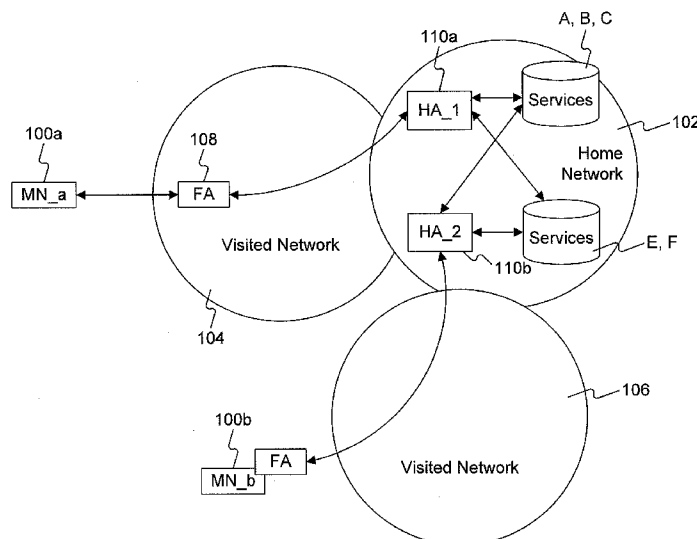 A, B, C
110a
HA_1
Services
102
Home
Network
100a
108
MN_a
FA
Visited Network
HA_2
Services
110b
E, F
104
106
100b
FA
MN_b
Visited Network